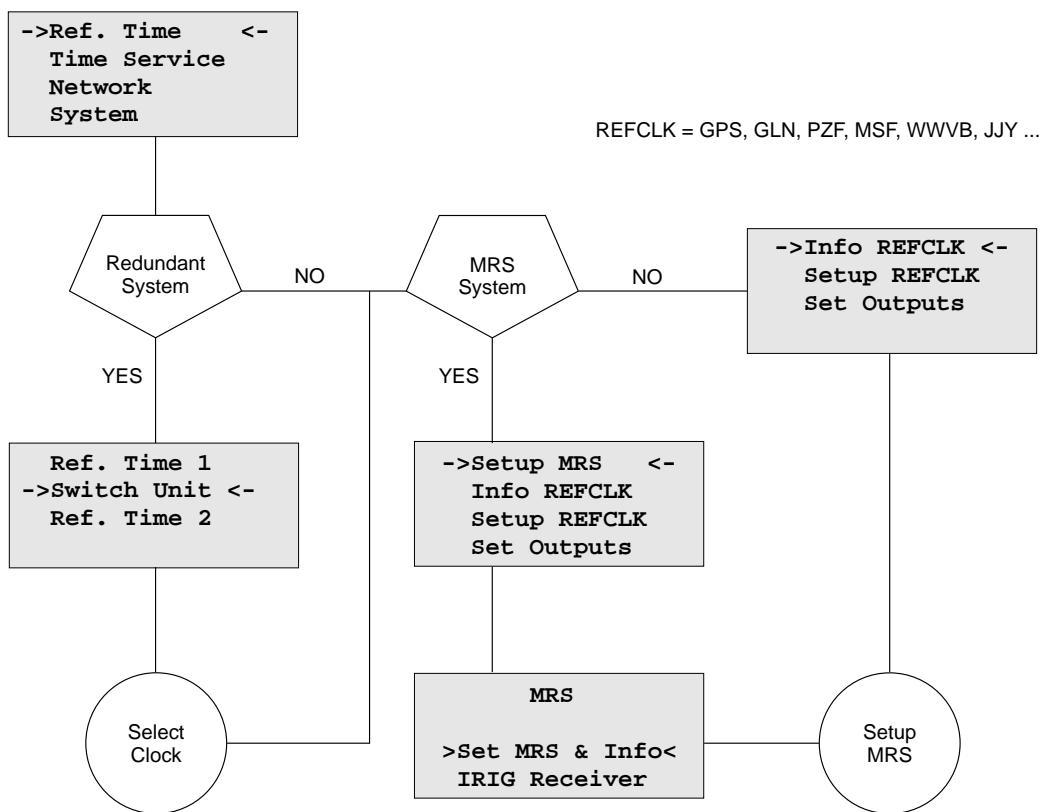 ->Ref. Time <-
Time Service
Network
System
REFCLK = GPS, GLN, PZF, MSF, WWVB, JJY ...
Redundant
System
NO
MRS
System
NO
->Info REFCLK <-
Setup REFCLK
Set Outputs
YES
YES
Ref. Time 1
->Switch Unit <-
Ref. Time 2
->Setup MRS <-
Info REFCLK
Setup REFCLK
Set Outputs
Select
Clock
MRS
>Set MRS & Info<
IRIG Receiver
Setup
MRS